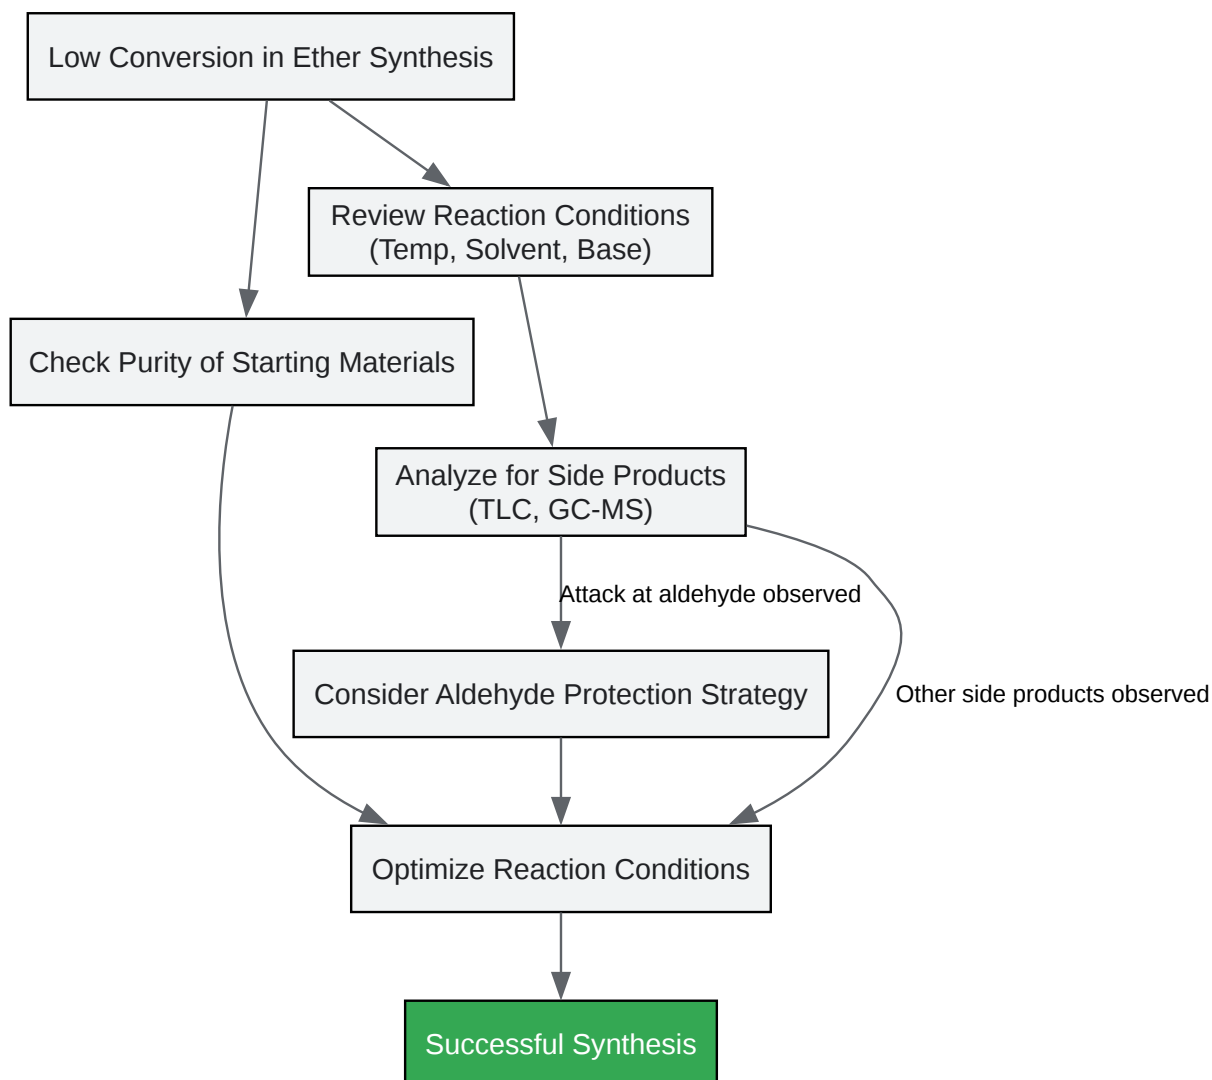 Low Conversion in Ether Synthesis
Review Reaction Conditions
(Temp, Solvent, Base)
Check Purity of Starting Materials
Analyze for Side Products
(TLC, GC-MS)
Attack at aldehyde observed
Consider Aldehyde Protection Strategy
Other side products observed
Optimize Reaction Conditions
Successful Synthesis